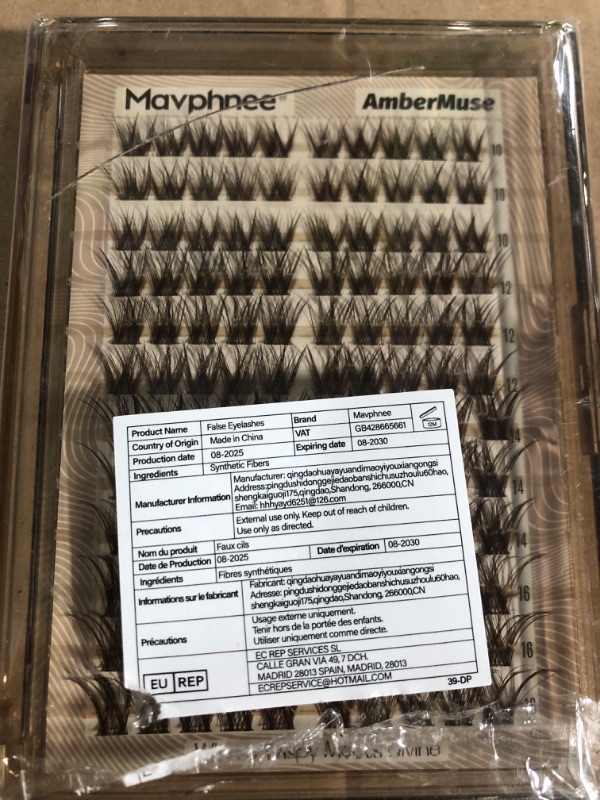 Mavphnee®
AmberMuse
10
10
10
12
12
12
14
Product Name False Eyelashes Brand Mavphnee
Country of Origin Made in China VAT GB428665661
12M
Production date 08-2025 Expiring date 08-2030
Ingredients Synthetic Fibers
Manufacturer Information Manufacturer: qingdaohuayayuandimaoyiyouxiangongsi
Address:pingdushidonggejiedaobanshichusuzhoulu60hao,
shengkaiguoji175,qingdao,Shandong, 266000,CN
Email: hhhyayd6251@126.com
Precautions External use only. Keep out of reach of children.
Use only as directed.
14
Nom du produit Faux cils
Date de Production 08-2025 Date d'expiration 08-2030
Ingrédients Fibres synthétiques
Informations sur le fabricant Fabricant: qingdaohuayayuandimaoyiyouxiangongsi
Adresse: pingdushidonggejiedaobanshichusuzhoulu60hao,
shengkaiguoji175,qingdao,Shandong, 266000,CN
14
16
Précautions Usage externe uniquement.
Tenir hors de la portée des enfants.
Utiliser uniquement comme directe.
16
EU REP
EC REP SERVICES SL
CALLE GRAN VIA 49, 7 DCH.
MADRID 28013 SPAIN, MADRID, 28013
ECREPSERVICE@HOTMAIL.COM
39-DP